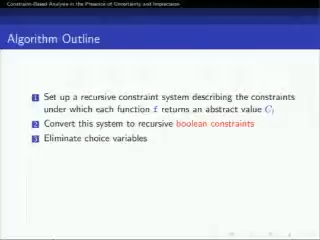 Constraint-Based Analysis in the Presence of Uncertainty and Imprecision
Algorithm Outline
1 Set up a recursive constraint system describing the constraints
under which each function f returns an abstract value Ci
2 Convert this system to recursive boolean constraints
3 Eliminate choice variables